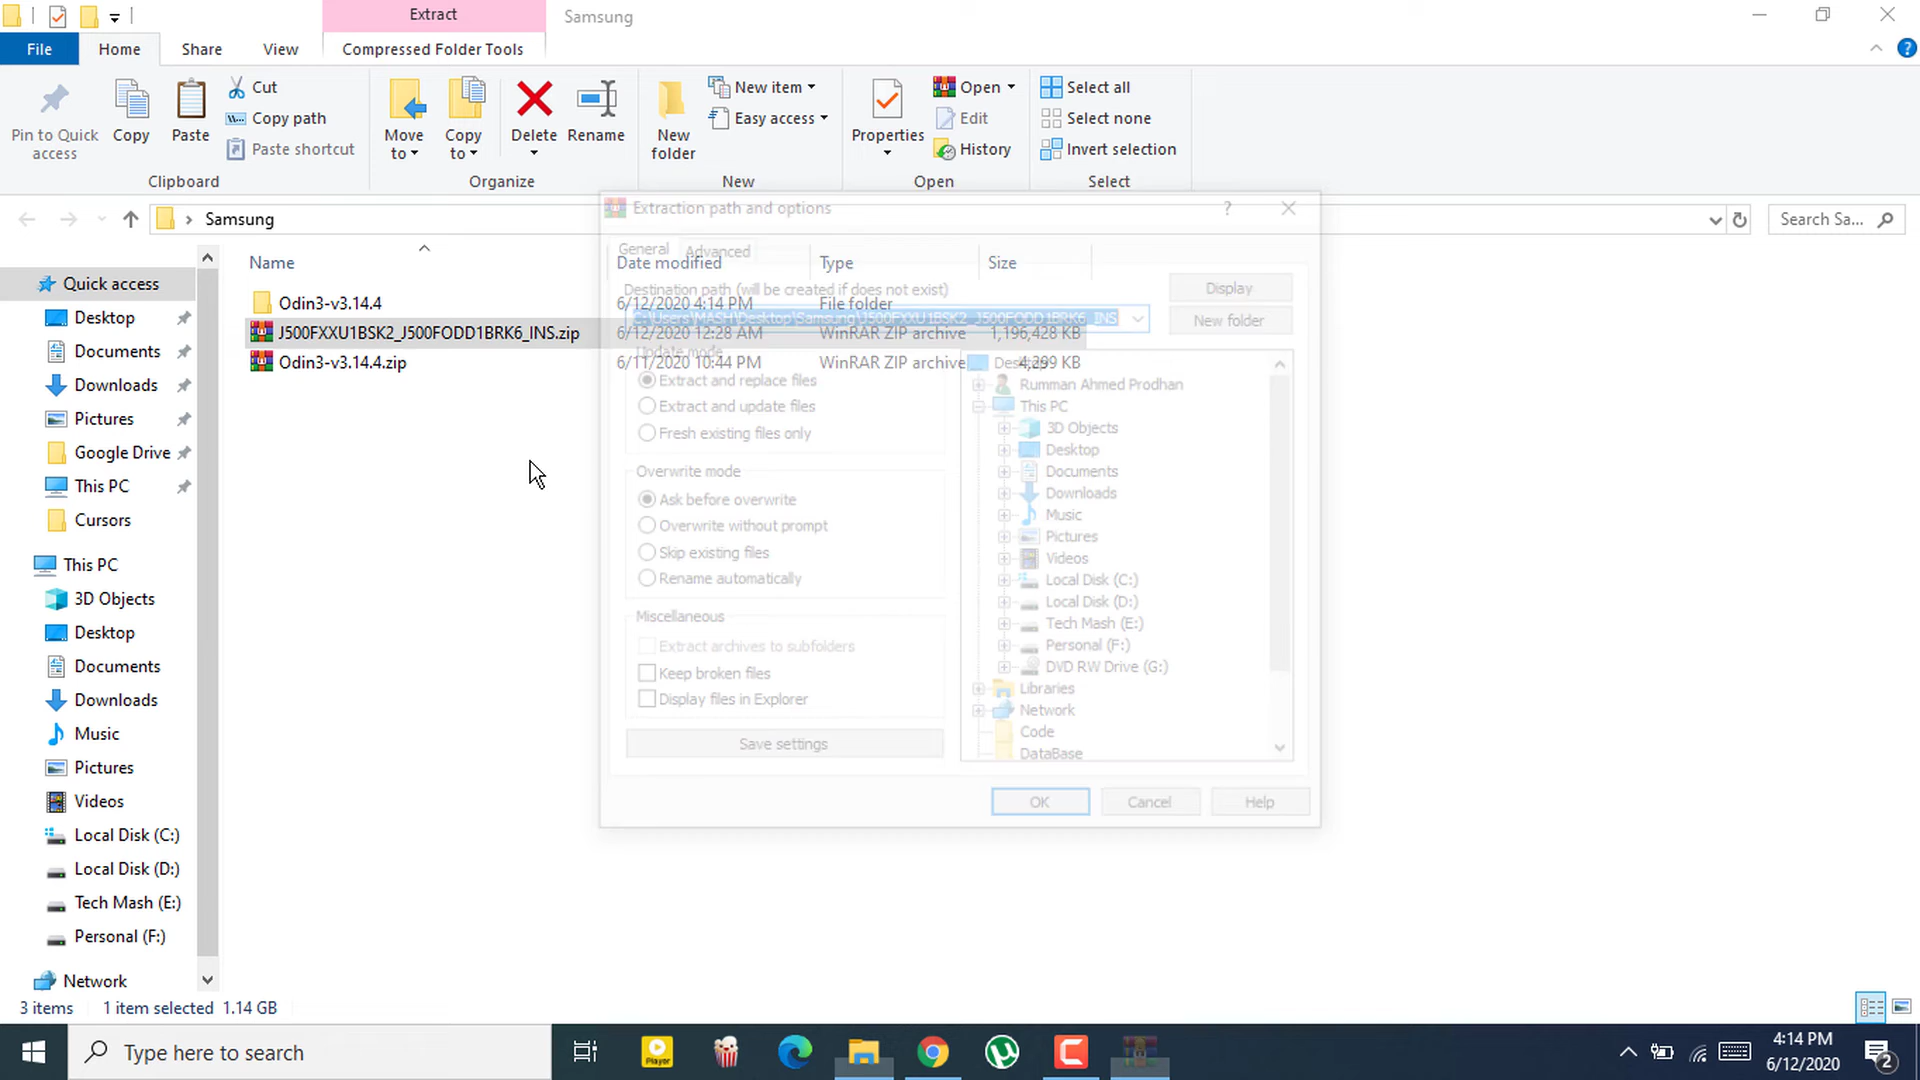 Extract
Samsung
File
Home
Share
View
Compressed Folder Tools
Pin to Quick access
Copy
Paste
Cut
Copy path
Paste shortcut
Move to
Copy to
Delete
Rename
New folder
New item
Easy access
Properties
Open
Edit
History
Select all
Select none
Invert selection
Clipboard
Organize
New
Open
Select
Samsung
Search Sa...
Extraction path and options
?
General
Advanced
Name
Date modified
Type
Size
Odin3-v3.14.4
6/12/2020 4:14 PM
File folder
J500FXXU1BSK2_J500FODD1BRK6_INS.zip
6/12/2020 12:28 AM
WinRAR ZIP archive
1,196,428 KB
Odin3-v3.14.4.zip
6/11/2020 10:44 PM
WinRAR ZIP archive
4,299 KB
Destination path (will be created if does not exist)
C:\Users\MASH\Desktop\Samsung\J500FXXU1BSK2_J500FODD1BRK6_INS
Display
New folder
Update mode
Extract and replace files
Extract and update files
Fresh existing files only
Overwrite mode
Ask before overwrite
Overwrite without prompt
Skip existing files
Rename automatically
Miscellaneous
Extract archives to subfolders
Keep broken files
Display files in Explorer
Save settings
Desktop
Rumman Ahmed Prodhan
This PC
3D Objects
Desktop
Documents
Downloads
Music
Pictures
Videos
Local Disk (C:)
Local Disk (D:)
Tech Mash (E:)
Personal (F:)
DVD RW Drive (G:)
Libraries
Network
Code
DataBase
OK
Cancel
Help
Quick access
Desktop
Documents
Downloads
Pictures
Google Drive
This PC
Cursors
This PC
3D Objects
Desktop
Documents
Downloads
Music
Pictures
Videos
Local Disk (C:)
Local Disk (D:)
Tech Mash (E:)
Personal (F:)
Network
3 items
1 item selected 1.14 GB
Type here to search
Player
4:14 PM
6/12/2020
2